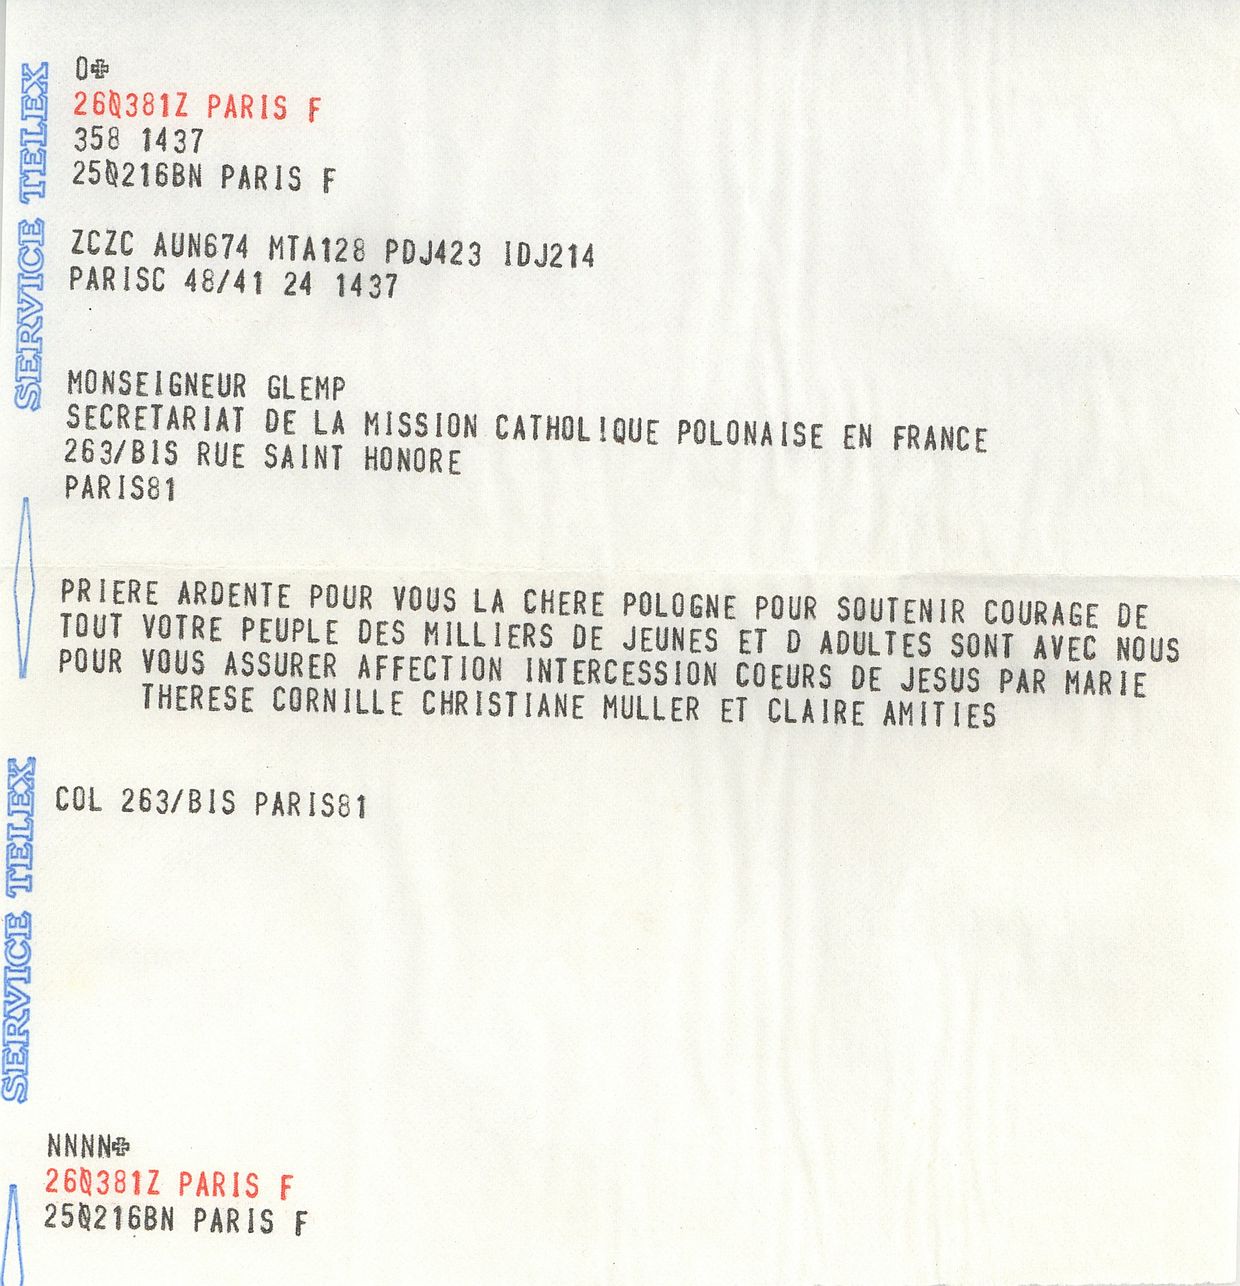 SERVICE TELEX
0✠
260381Z PARIS F
358 1437
250216BN PARIS F
ZCZC AUN674 MTA128 PDJ423 IDJ214
PARISC 48/41 24 1437
MONSEIGNEUR GLEMP
SECRETARIAT DE LA MISSION CATHOLIQUE POLONAISE EN FRANCE
263/BIS RUE SAINT HONORE
PARIS81
PRIERE ARDENTE POUR VOUS LA CHERE POLOGNE POUR SOUTENIR COURAGE DE
TOUT VOTRE PEUPLE DES MILLIERS DE JEUNES ET D ADULTES SONT AVEC NOUS
POUR VOUS ASSURER AFFECTION INTERCESSION COEURS DE JESUS PAR MARIE
THERESE CORNILLE CHRISTIANE MULLER ET CLAIRE AMITIES
SERVICE TELEX
COL 263/BIS PARIS81
NNNN✠
260381Z PARIS F
250216BN PARIS F